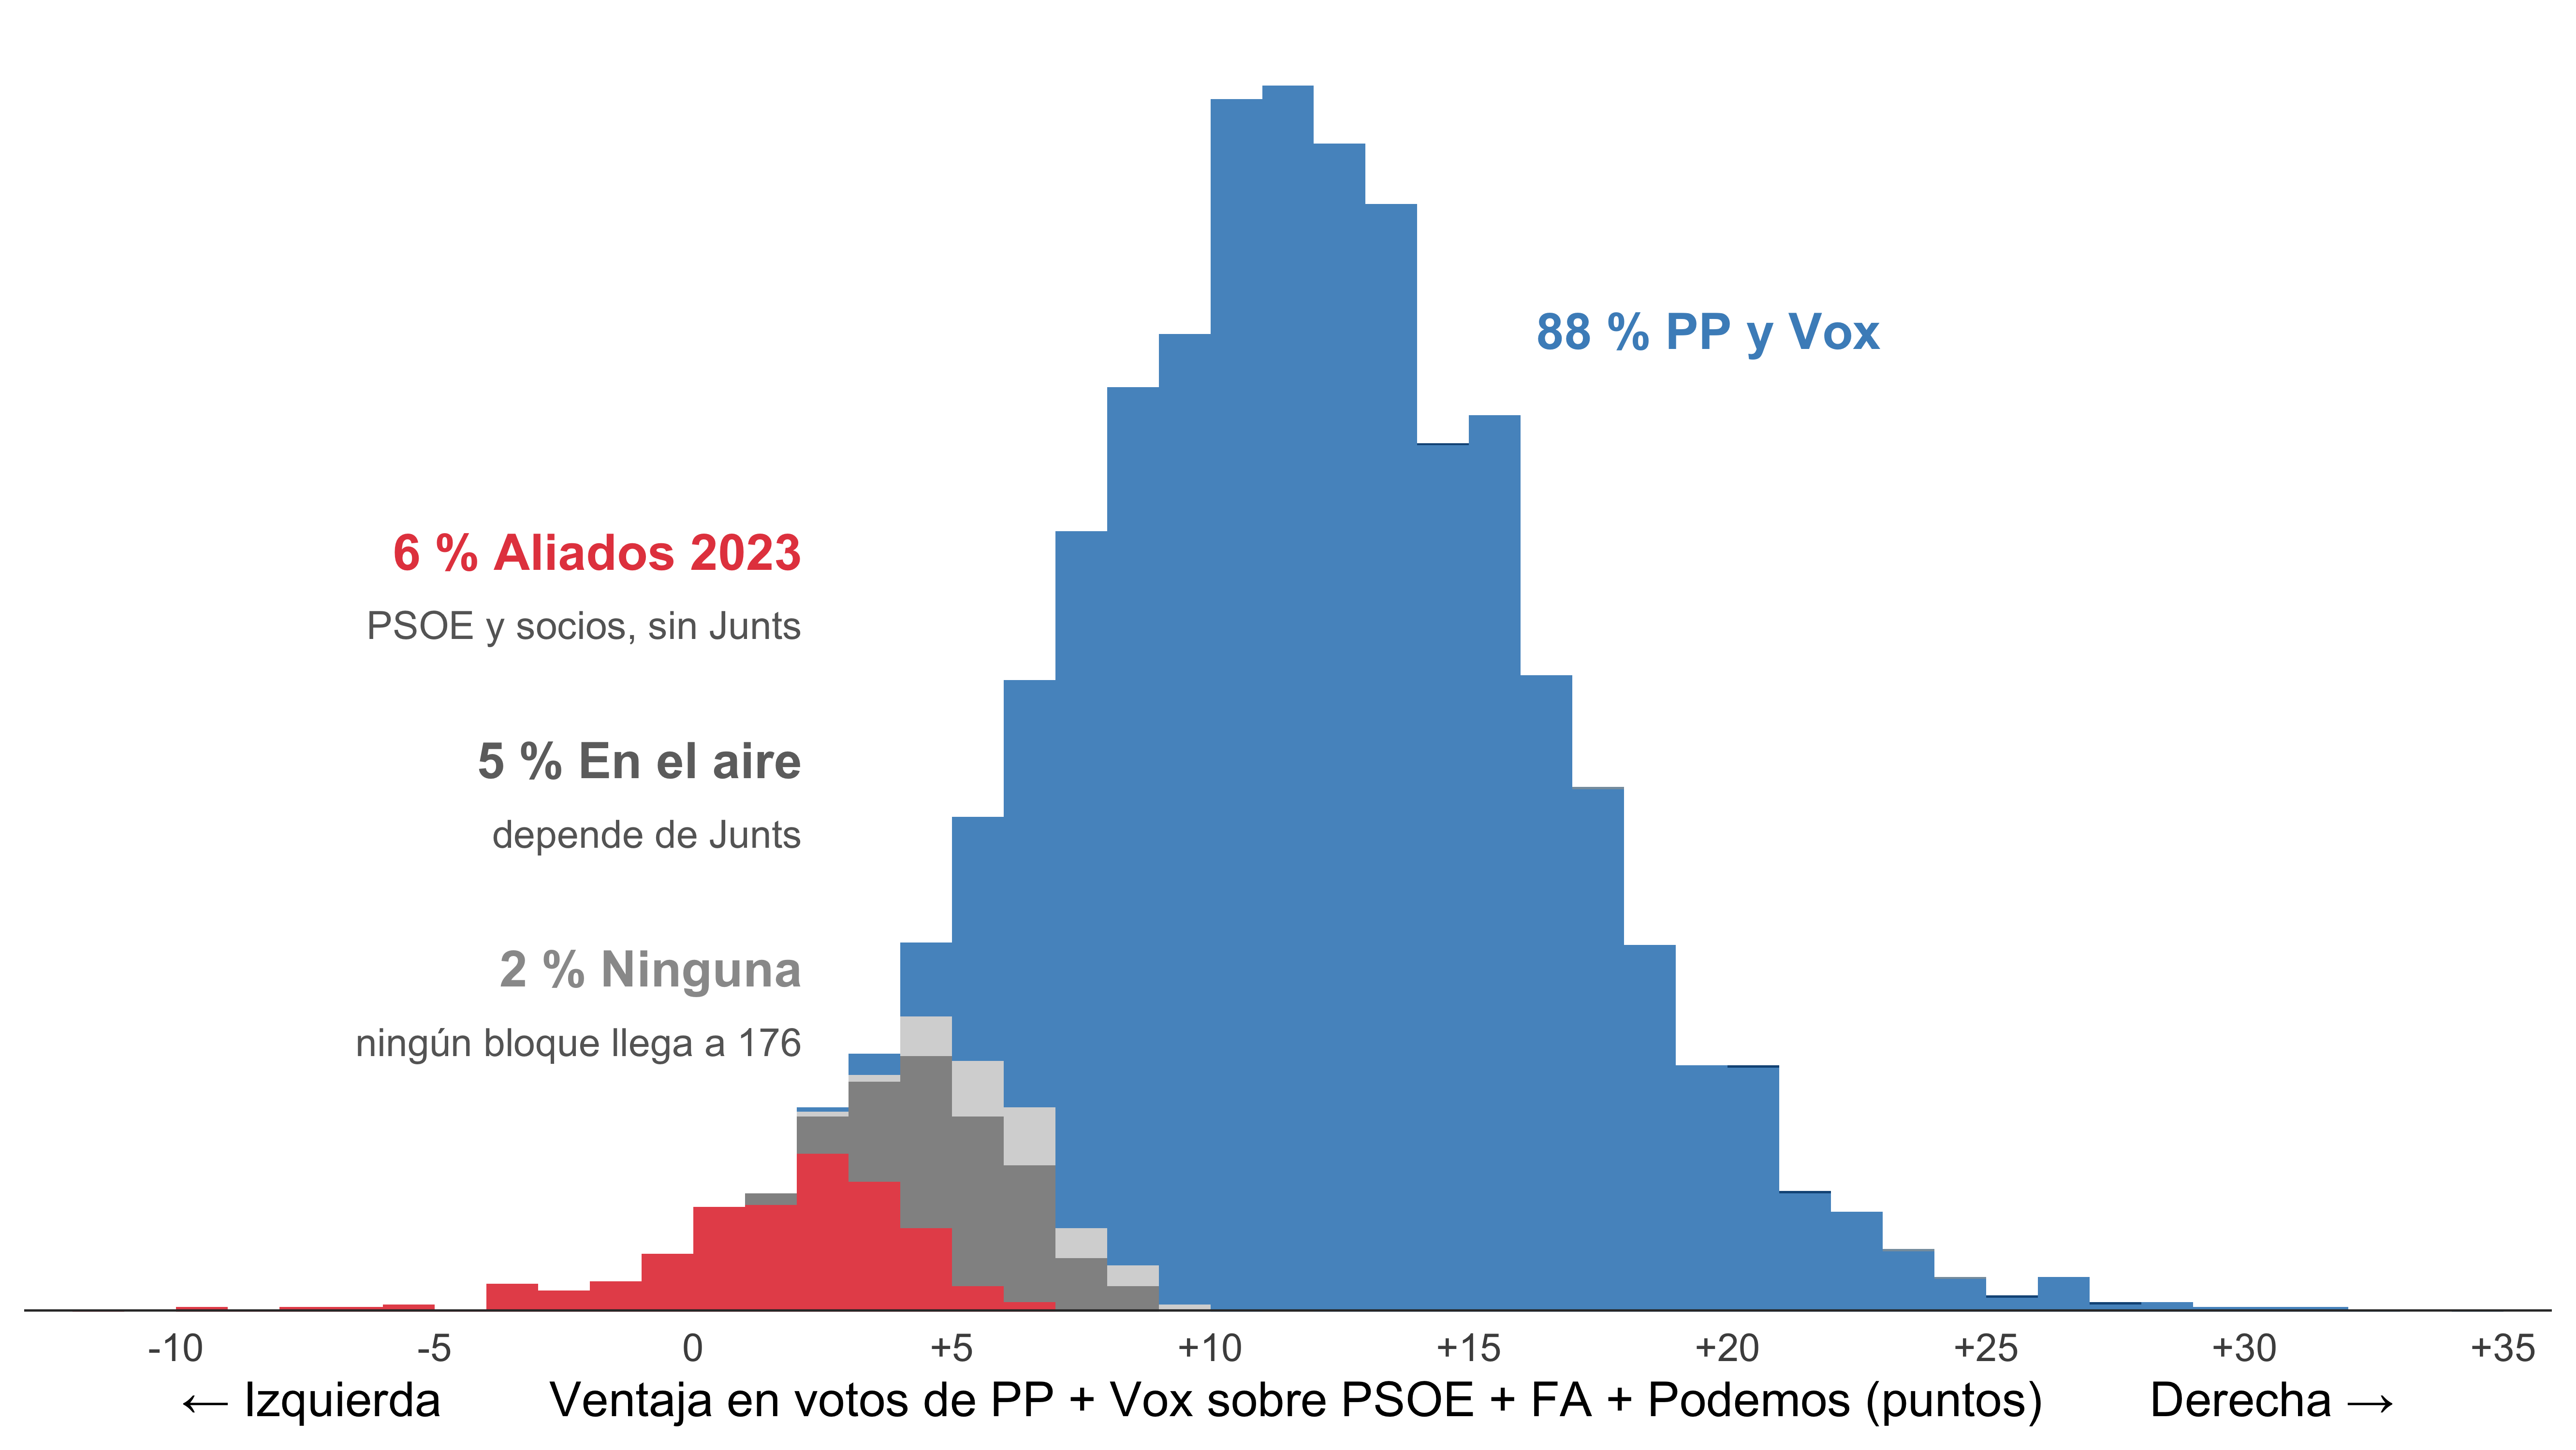 88 % PP y Vox
6 % Aliados 2023
PSOE y socios, sin Junts
5 % En el aire
depende de Junts
2 % Ninguna
ningún bloque llega a 176
-10 -5 0 +5 +10 +15 +20 +25 +30 +35
← Izquierda Ventaja en votos de PP + Vox sobre PSOE + FA + Podemos (puntos) Derecha →